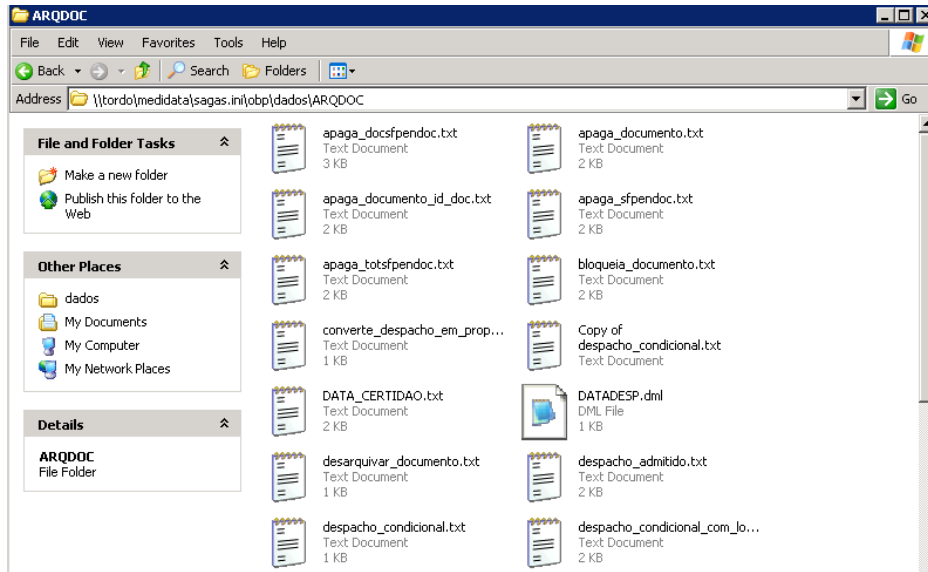 ARQDOC
File Edit View Favorites Tools Help
Back Search Folders
Address \\tordo\medidata\sagas.ini\obp\dados\ARQDOC Go
File and Folder Tasks
Make a new folder
Publish this folder to the
Web
Other Places
dados
My Documents
My Computer
My Network Places
Details
ARQDOC
File Folder
apaga_docsfpendoc.txt
Text Document
3 KB
apaga_documento.txt
Text Document
2 KB
apaga_documento_id_doc.txt
Text Document
2 KB
apaga_sfpendoc.txt
Text Document
2 KB
apaga_totsfpendoc.txt
Text Document
2 KB
bloqueia_documento.txt
Text Document
2 KB
converte_despacho_em_prop...
Text Document
1 KB
Copy of
despacho_condicional.txt
Text Document
DATA_CERTIDAO.txt
Text Document
2 KB
DATADESP.dml
DML File
1 KB
desarquivar_documento.txt
Text Document
1 KB
despacho_admitido.txt
Text Document
2 KB
despacho_condicional.txt
Text Document
1 KB
despacho_condicional_com_lo...
Text Document
2 KB